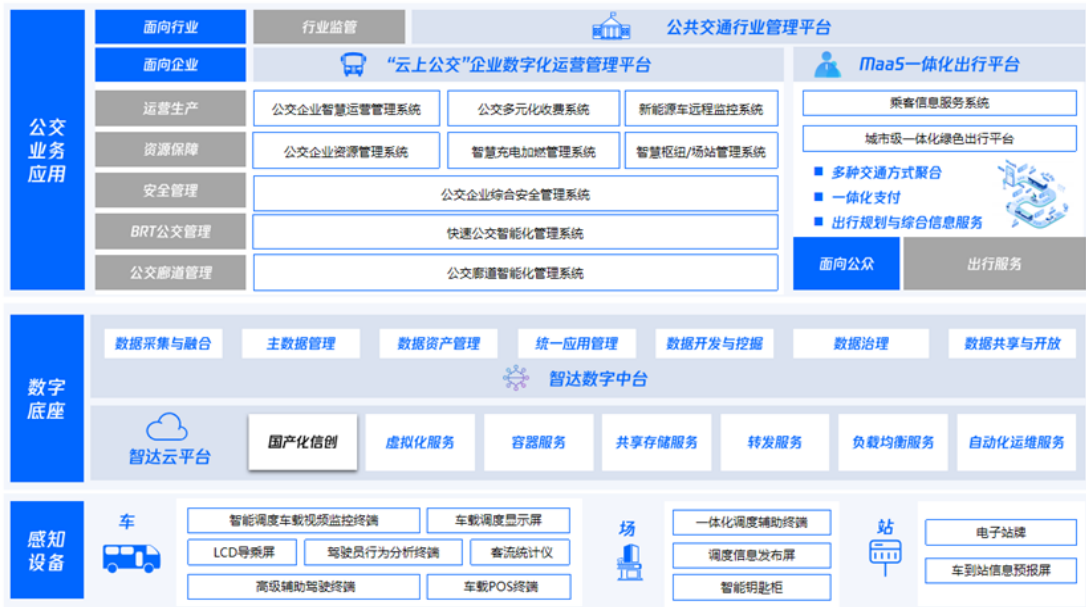 公交
业务
应用
面向行业
行业监管
公共交通行业管理平台
面向企业
“云上公交”企业数字化运营管理平台
MaaS一体化出行平台
运营生产
公交企业智慧运营管理系统
公交多元化收费系统
新能源车远程监控系统
乘客信息服务系统
资源保障
公交企业资源管理系统
智慧充电加燃管理系统
智慧枢纽/场站管理系统
城市级一体化绿色出行平台
安全管理
公交企业综合安全管理系统
多种交通方式聚合
一体化支付
出行规划与综合信息服务
BRT公交管理
快速公交智能化管理系统
公交廊道管理
公交廊道智能化管理系统
面向公众
出行服务
数字
底座
数据采集与融合
主数据管理
数据资产管理
统一应用管理
数据开发与挖掘
数据治理
数据共享与开放
智达数字中台
智达云平台
国产化信创
虚拟化服务
容器服务
共享存储服务
转发服务
负载均衡服务
自动化运维服务
感知
设备
车
智能调度车载视频监控终端
车载调度显示屏
LCD导乘屏
驾驶员行为分析终端
客流统计仪
高级辅助驾驶终端
车载POS终端
场
一体化调度辅助终端
调度信息发布屏
智能钥匙柜
站
电子站牌
车到站信息预报屏